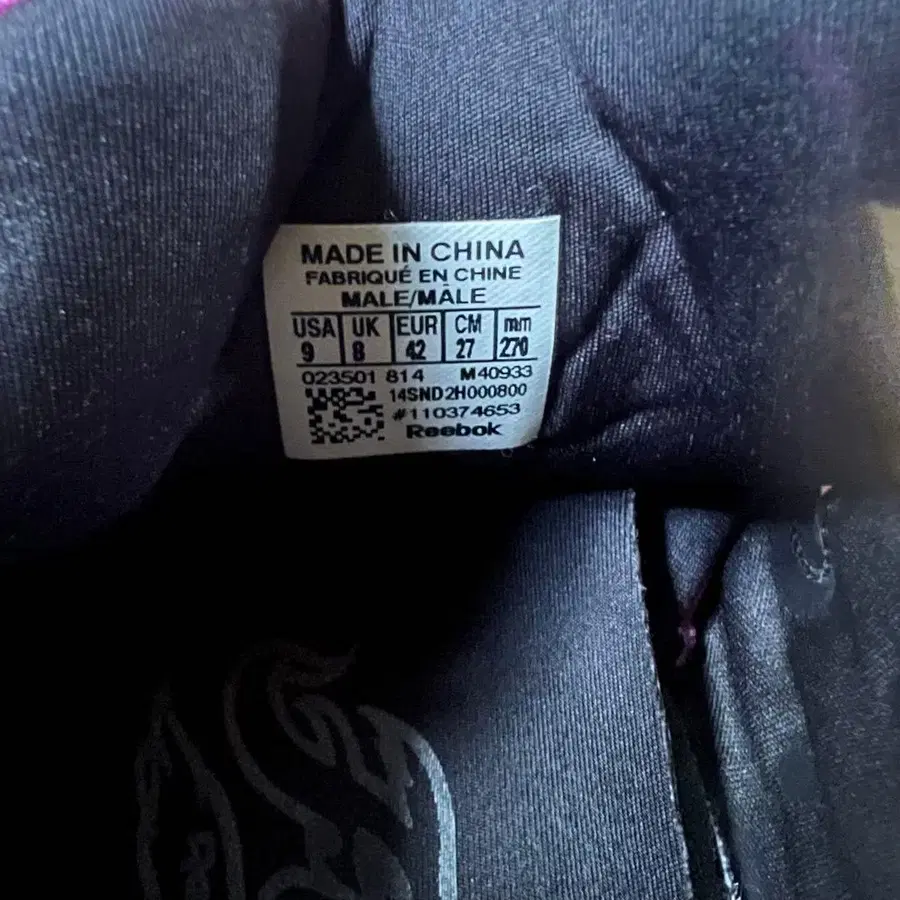 MADE IN CHINA
FABRIQUÉ EN CHINE
MALE/MÂLE
USA UK EUR CM mm
9 8 42 27 270
023501 814 M40933
14SND2H000800
#110374653
Reebok